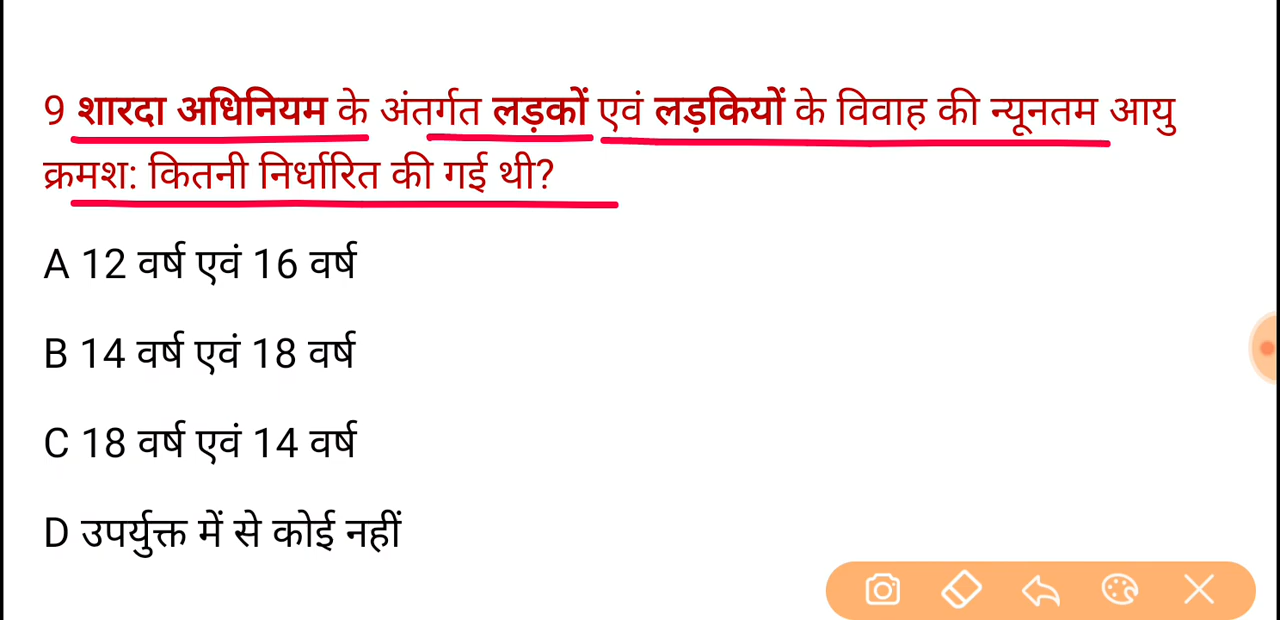 9 शारदा अधिनियम के अंतर्गत लड़कों एवं लड़कियों के विवाह की न्यूनतम आयु
क्रमश: कितनी निर्धारित की गई थी?
A 12 वर्ष एवं 16 वर्ष
B 14 वर्ष एवं 18 वर्ष
C 18 वर्ष एवं 14 वर्ष
D उपर्युक्त में से कोई नहीं